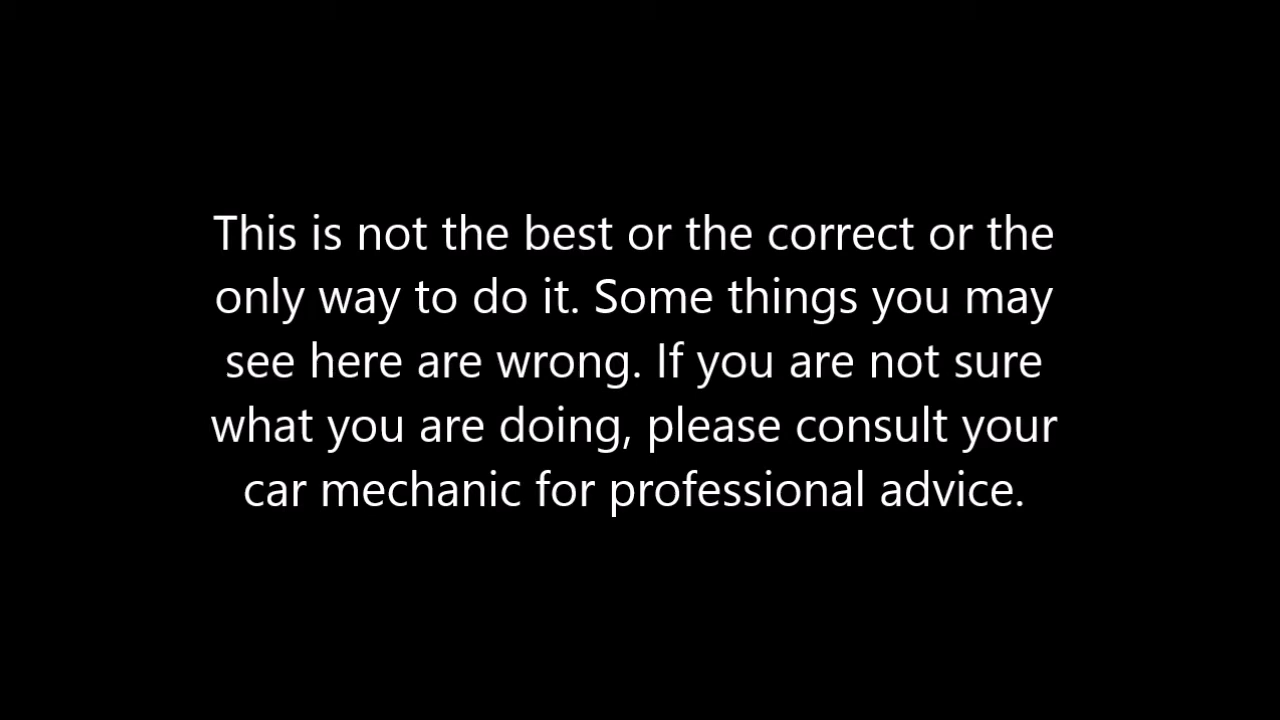 This is not the best or the correct or the
only way to do it. Some things you may
see here are wrong. If you are not sure
what you are doing, please consult your
car mechanic for professional advice.